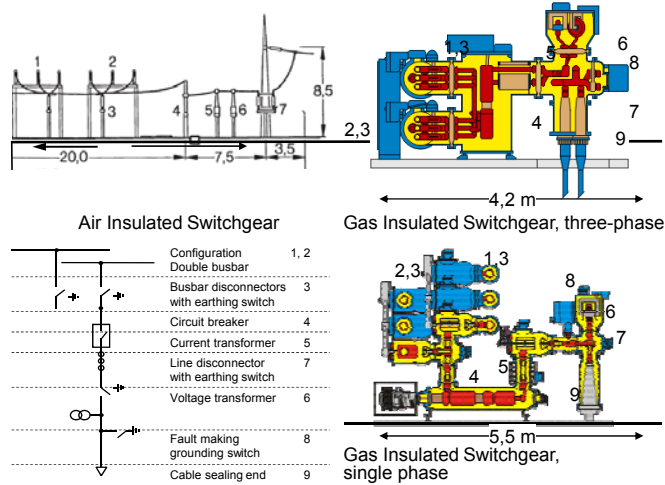 1
2
3
4
5
6
7
8,5
20,0
7,5
3,5
Air Insulated Switchgear
1,3
5
6
8
2,3
4
7
9
4,2 m
Gas Insulated Switchgear, three-phase
Configuration 1, 2
Double busbar
Busbar disconnectors 3
with earthing switch
Circuit breaker 4
Current transformer 5
Line disconnector 7
with earthing switch
Voltage transformer 6
Fault making 8
grounding switch
Cable sealing end 9
1,3
2,3
8
6
7
5
4
9
5,5 m
Gas Insulated Switchgear,
single phase